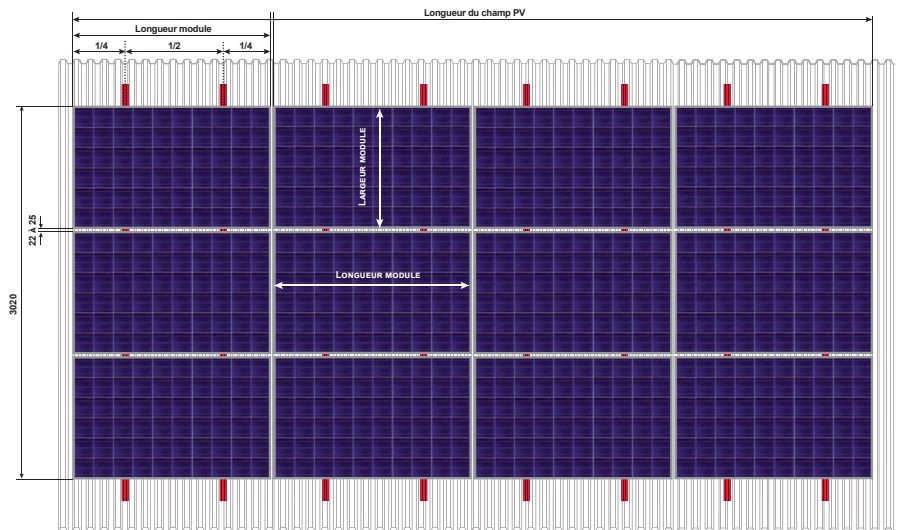 Longueur du champ PV
Longueur module
1/4
1/2
1/4
LARGEUR MODULE
22 À 25
LONGUEUR MODULE
3020